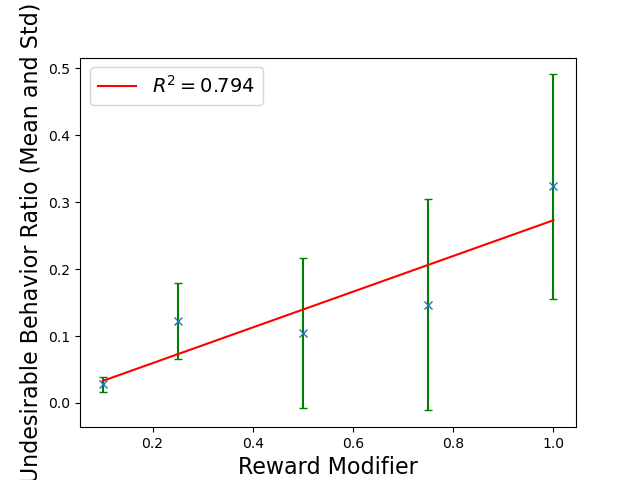 Undesirable Behavior Ratio (Mean and Std)
R² = 0.794
0.5
0.4
0.3
0.2
0.1
0.0
0.2 0.4 0.6 0.8 1.0
Reward Modifier